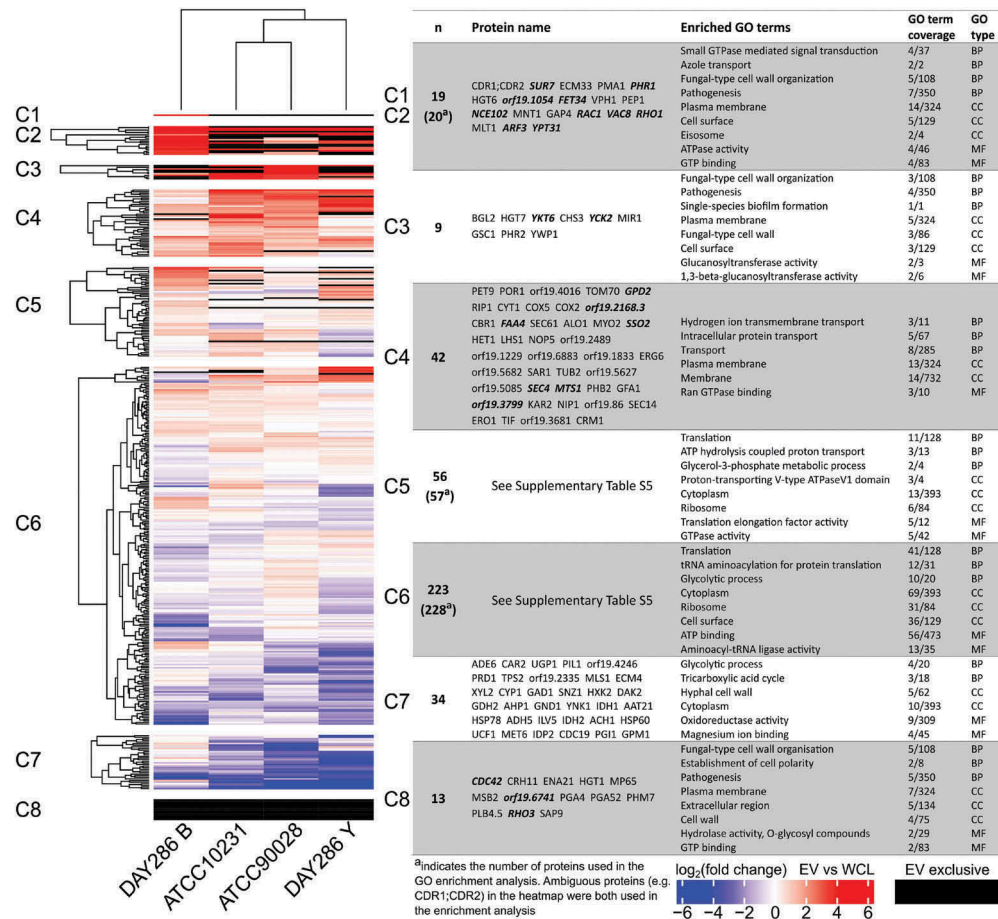 C1
C2
C3
C4
C5
C6
C7
C8
DAY286 B
ATCC10231
ATCC90028
DAY286 Y
n Protein name Enriched GO terms GO term coverage GO type
C1
C2
19
(20a)
CDR1;CDR2 SUR7 ECM33 PMA1 PHR1
HGT6 orf19.1054 FET34 VPH1 PEP1
NCE102 MNT1 GAP4 RAC1 VAC8 RHO1
MLT1 ARF3 YPT31
Small GTPase mediated signal transduction 4/37 BP
Azole transport 2/2 BP
Fungal-type cell wall organization 5/108 BP
Pathogenesis 7/350 BP
Plasma membrane 14/324 CC
Cell surface 5/129 CC
Eisosome 2/4 CC
ATPase activity 4/46 MF
GTP binding 4/83 MF
C3
9
BGL2 HGT7 YKT6 CHS3 YCK2 MIR1
GSC1 PHR2 YWP1
Fungal-type cell wall organization 3/108 BP
Pathogenesis 4/350 BP
Single-species biofilm formation 1/1 BP
Plasma membrane 5/324 CC
Fungal-type cell wall 3/86 CC
Cell surface 3/129 CC
Glucanosyltransferase activity 2/3 MF
1,3-beta-glucanosyltransferase activity 2/6 MF
C4
42
PET9 POR1 orf19.4016 TOM70 GPD2
RIP1 CYT1 COX5 COX2 orf19.2168.3
CBR1 FAA4 SEC61 ALO1 MYO2 SSO2
HET1 LHS1 NOP5 orf19.2489
orf19.1229 orf19.6883 orf19.1833 ERG6
orf19.5682 SAR1 TUB2 orf19.5627
orf19.5085 SEC4 MTS1 PHB2 GFA1
orf19.3799 KAR2 NIP1 orf19.86 SEC14
ERO1 TIF orf19.3681 CRM1
Hydrogen ion transmembrane transport 3/11 BP
Intracellular protein transport 5/67 BP
Transport 8/285 BP
Plasma membrane 13/324 CC
Membrane 14/732 CC
Ran GTPase binding 3/10 MF
C5
56
(57a)
See Supplementary Table S5
Translation 11/128 BP
ATP hydrolysis coupled proton transport 3/13 BP
Glycerol-3-phosphate metabolic process 2/4 BP
Proton-transporting V-type ATPaseV1 domain 3/4 CC
Cytoplasm 13/393 CC
Ribosome 6/84 CC
Translation elongation factor activity 5/12 MF
GTPase activity 5/42 MF
C6
223
(228a)
See Supplementary Table S5
Translation 41/128 BP
tRNA aminoacylation for protein translation 12/31 BP
Glycolytic process 10/20 BP
Cytoplasm 69/393 CC
Ribosome 31/84 CC
Cell surface 36/129 CC
ATP binding 56/473 MF
Aminoacyl-tRNA ligase activity 13/35 MF
C7
34
ADE6 CAR2 UGP1 PIL1 orf19.4246
PRD1 TPS2 orf19.2335 MLS1 ECM4
XYL2 CYP1 GAD1 SNZ1 HXK2 DAK2
GDH2 AHP1 GND1 YNK1 IDH1 AAT21
HSP78 ADH5 ILV5 IDH2 ACH1 HSP60
UCF1 MET6 IDP2 CDC19 PGI1 GPM1
Glycolytic process 4/20 BP
Tricarboxylic acid cycle 3/18 BP
Hyphal cell wall 5/62 CC
Cytoplasm 10/393 CC
Oxidoreductase activity 9/309 MF
Magnesium ion binding 4/45 MF
C8
13
CDC42 CRH11 ENA21 HGT1 MP65
MSB2 orf19.6741 PGA4 PGA52 PHM7
PLB4.5 RHO3 SAP9
Fungal-type cell wall organisation 5/108 BP
Establishment of cell polarity 2/8 BP
Pathogenesis 5/350 BP
Plasma membrane 7/324 CC
Extracellular region 5/134 CC
Cell wall 4/75 CC
Hydrolase activity, O-glycosyl compounds 2/29 MF
GTP binding 2/83 MF
aindicates the number of proteins used in the
GO enrichment analysis. Ambiguous proteins (e.g.
CDR1;CDR2) in the heatmap were both used in
the enrichment analysis
log2(fold change) EV vs WCL
−6 −4 −2 0 2 4 6
EV exclusive